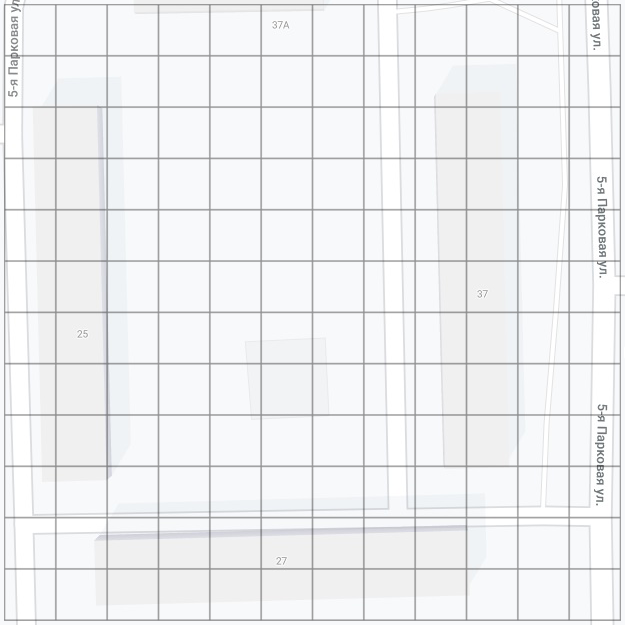 5-я Парковая ул.
37А
овая ул.
5-я Парковая ул.
37
25
5-я Парковая ул.
27